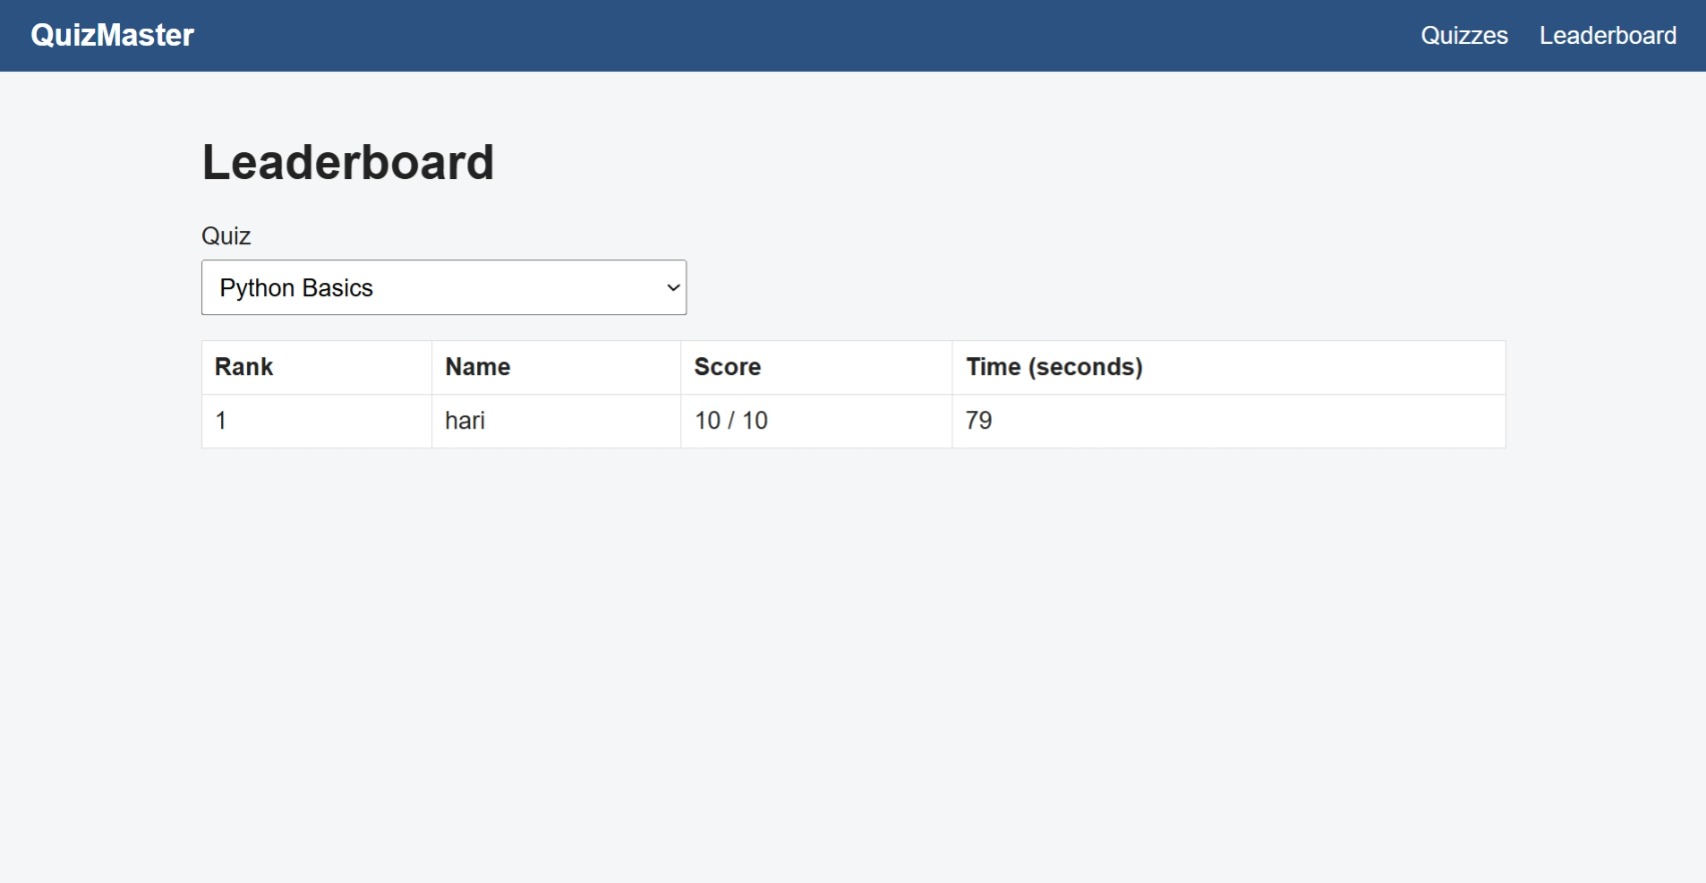 QuizMaster Quizzes Leaderboard
Leaderboard
Quiz
Python Basics
Rank Name Score Time (seconds)
1 hari 10 / 10 79